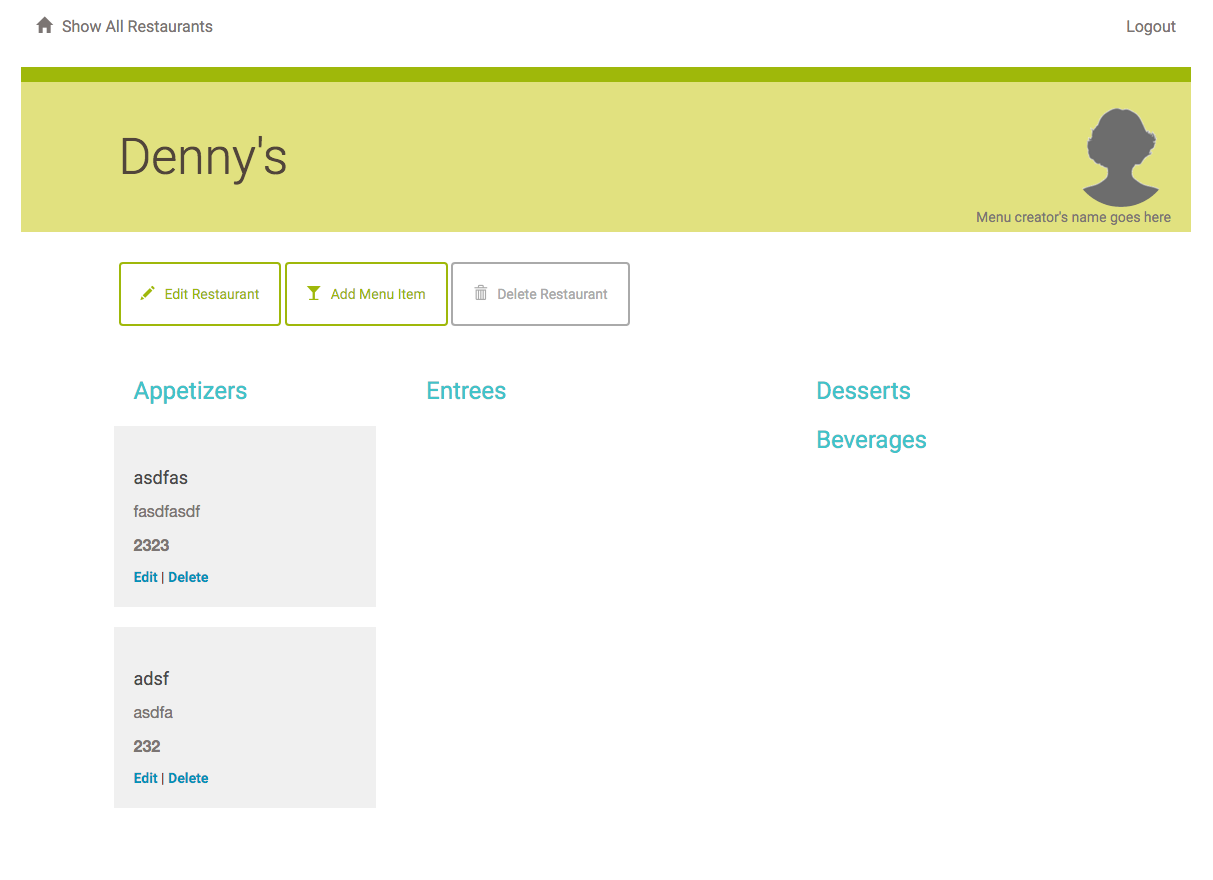 Show All Restaurants
Logout
Denny's
Menu creator's name goes here
Edit Restaurant
Add Menu Item
Delete Restaurant
Appetizers
Entrees
Desserts
Beverages
asdfas
fasdfasdf
2323
Edit | Delete
adsf
asdfa
232
Edit | Delete